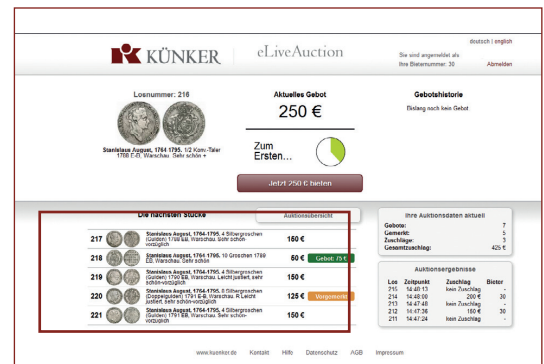 deutsch | english
KÜNKER
eLiveAuction
Sie sind angemeldet als
Ihre Bieternummer: 30
Abmelden
Losnummer: 216
Stanislaus August, 1764-1795. 1/2 Konv.-Taler
1788 E-B, Warschau. Sehr schön +
Aktuelles Gebot
250 €
Zum
Ersten...
Jetzt 250 € bieten
Gebotshistorie
Bislang noch kein Gebot
Die nächsten Stücke
Auktionsübersicht
217
Stanislaus August, 1764-1795. 4 Silbergroschen
(Gulden) 1788 EB, Warschau. Sehr schön-
vorzüglich
150 €
218
Stanislaus August, 1764-1795. 10 Groschen 1788
EB, Warschau. Sehr schön
50 €
Gebot: 75 €
219
Stanislaus August, 1764-1795. 4 Silbergroschen
(Gulden) 1790 EB, Warschau. Leicht justiert, sehr
schön-vorzüglich
150 €
220
Stanislaus August, 1764-1795. 8 Silbergroschen
(Doppelgulden) 1791 E-B, Warschau. R Leicht
justiert, sehr schön-vorzüglich
125 €
Vorgemerkt
221
Stanislaus August, 1764-1795. 4 Silbergroschen
(Gulden) 1791 EB, Warschau. Sehr schön-
vorzüglich
150 €
Ihre Auktionsdaten aktuell
Gebote: 7
Gemerkt: 5
Zuschläge: 3
Gesamtzuschlag: 425 €
Auktionsergebnisse
Los Zeitpunkt Zuschlag Bieter
215 14:48:13 kein Zuschlag -
214 14:48:00 200 € 30
213 14:47:48 kein Zuschlag -
212 14:47:36 160 € 30
211 14:47:24 kein Zuschlag -
www.kuenker.de Kontakt Hilfe Datenschutz AGB Impressum